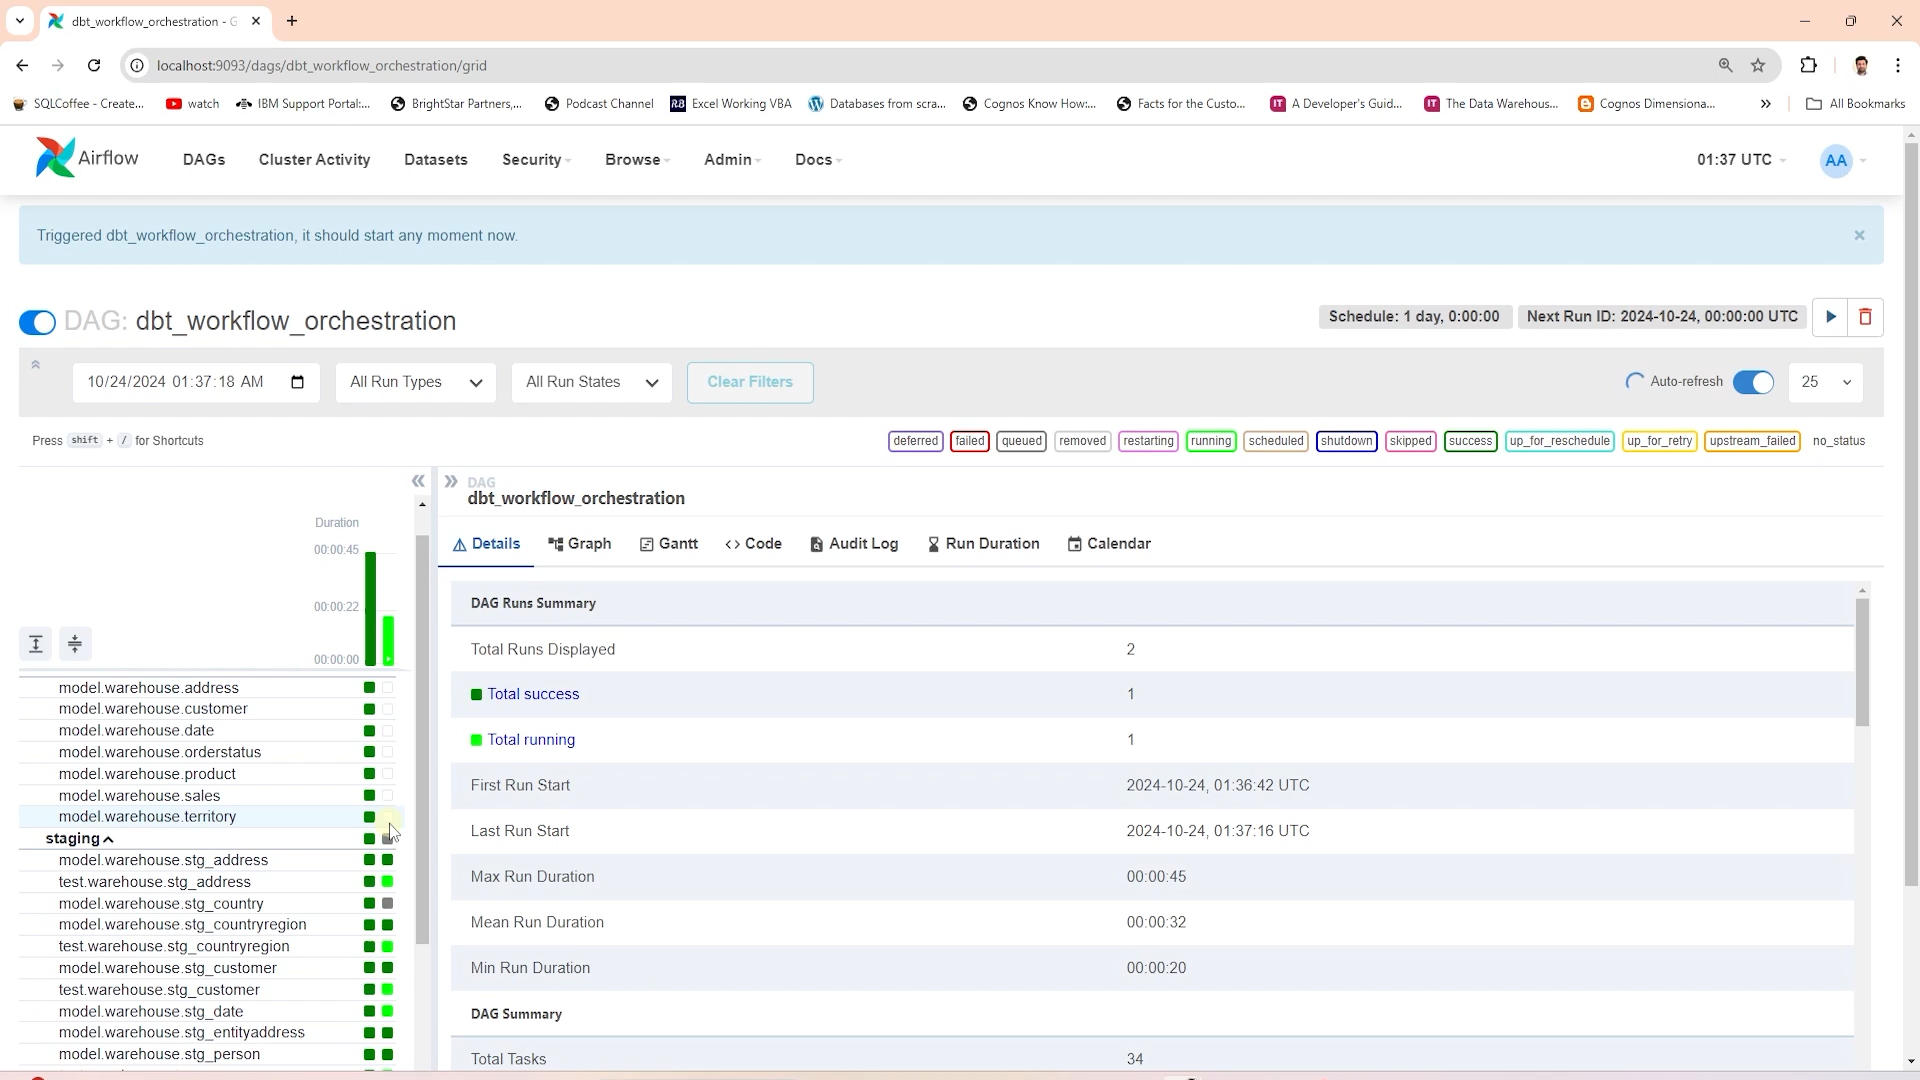 dbt_workflow_orchestration - G
localhost:9093/dags/dbt_workflow_orchestration/grid
SQLCoffee - Create...
watch
IBM Support Portal:...
BrightStar Partners,...
Podcast Channel
Excel Working VBA
Databases from scra...
Cognos Know How:...
Facts for the Custo...
A Developer's Guid...
The Data Warehous...
Cognos Dimensiona...
All Bookmarks
Airflow
DAGs
Cluster Activity
Datasets
Security
Browse
Admin
Docs
01:37 UTC
AA
Triggered dbt_workflow_orchestration, it should start any moment now.
DAG: dbt_workflow_orchestration
Schedule: 1 day, 0:00:00
Next Run ID: 2024-10-24, 00:00:00 UTC
10/24/2024 01:37:18 AM
All Run Types
All Run States
Clear Filters
Auto-refresh
25
Press shift + / for Shortcuts
deferred
failed
queued
removed
restarting
running
scheduled
shutdown
skipped
success
up_for_reschedule
up_for_retry
upstream_failed
no_status
Duration
00:00:45
00:00:22
00:00:00
model.warehouse.address
model.warehouse.customer
model.warehouse.date
model.warehouse.orderstatus
model.warehouse.product
model.warehouse.sales
model.warehouse.territory
staging
model.warehouse.stg_address
test.warehouse.stg_address
model.warehouse.stg_country
model.warehouse.stg_countryregion
test.warehouse.stg_countryregion
model.warehouse.stg_customer
test.warehouse.stg_customer
model.warehouse.stg_date
model.warehouse.stg_entityaddress
model.warehouse.stg_person
DAG
dbt_workflow_orchestration
Details
Graph
Gantt
Code
Audit Log
Run Duration
Calendar
DAG Runs Summary
Total Runs Displayed 2
Total success 1
Total running 1
First Run Start 2024-10-24, 01:36:42 UTC
Last Run Start 2024-10-24, 01:37:16 UTC
Max Run Duration 00:00:45
Mean Run Duration 00:00:32
Min Run Duration 00:00:20
DAG Summary
Total Tasks 34